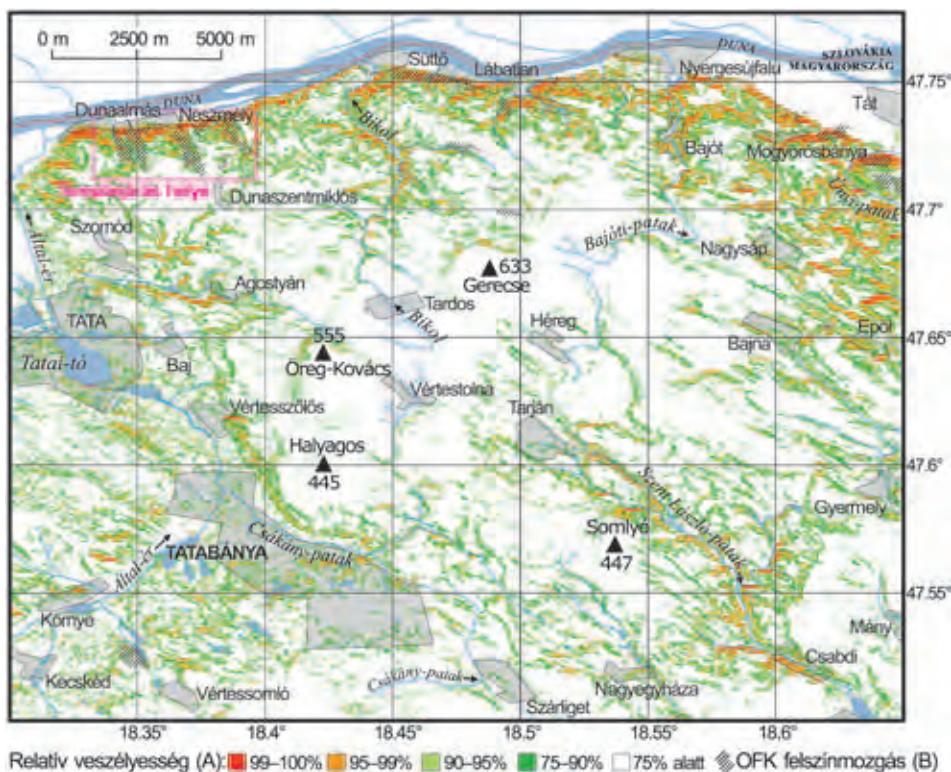 0 m 2500 m 5000 m
DUNA
SZLOVÁKIA
MAGYARORSZÁG
Süttő
Lábatlan
Nyergesújfalu
47.75°
Tát
Dunaalmás
DUNA
Neszmély
Bikol
Bajót
Mogyorósbánya
Dunaszentmiklós
Únyi-patak
47.7°
Szomód
Által-ér
Bajóti-patak
Nagysáp
633
Gerecse
Agostyán
Tardos
Bikol
TATA
Héreg
Epöl
47.65°
Baj
555
Öreg-Kovács
Bajna
Tatai-tó
Vértestolna
Vértesszőlős
Tarján
Halyagos
445
47.6°
Szent László-patak
Gyermely
Somlyó
447
Csákány-patak
TATABÁNYA
Által-ér
47.55°
Környe
Mány
Csabdi
Kecskéd
Vértessomló
Csákány-patak
Szárliget
Nagyegyháza
18.35° 18.4° 18.45° 18.5° 18.55° 18.6°
Relatív veszélyesség (A): 99–100% 95–99% 90–95% 75–90% 75% alatt OFK felszínmozgás (B)